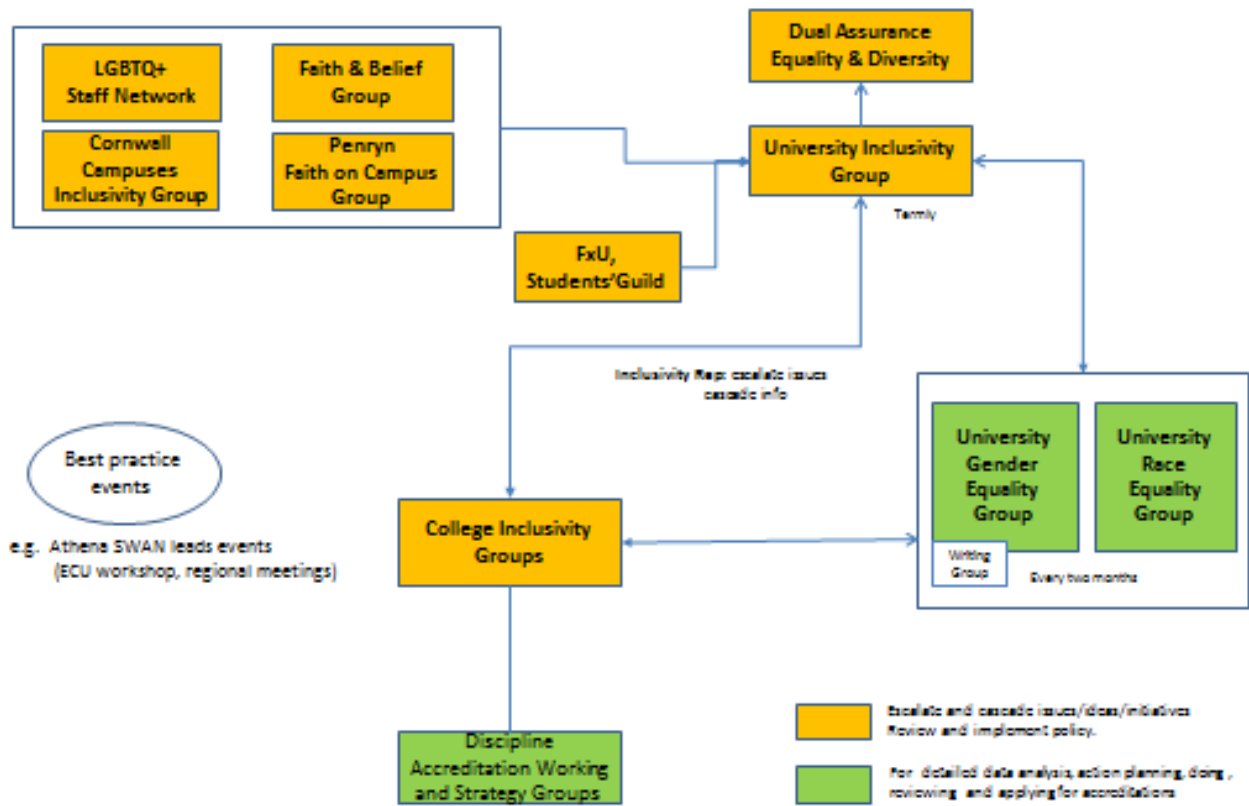 LGBTQ+
Staff Network
Faith & Belief
Group
Cornwall
Campuses
Inclusivity Group
Penryn
Faith on Campus
Group
Dual Assurance
Equality & Diversity
University Inclusivity
Group
Termly
FxU,
Students'Guild
Inclusivity Rep: escalate issues
cascade info
Best practice
events
e.g. Athena SWAN leads events
(ECU workshop, regional meetings)
College Inclusivity
Groups
University
Gender
Equality
Group
University
Race
Equality
Group
Writing
Group
Every two months
Discipline
Accreditation Working
and Strategy Groups
Escalate and cascade issues/ideas/initiatives
Review and implement policy.
For detailed data analysis, action planning, doing ,
reviewing and applying for accreditations